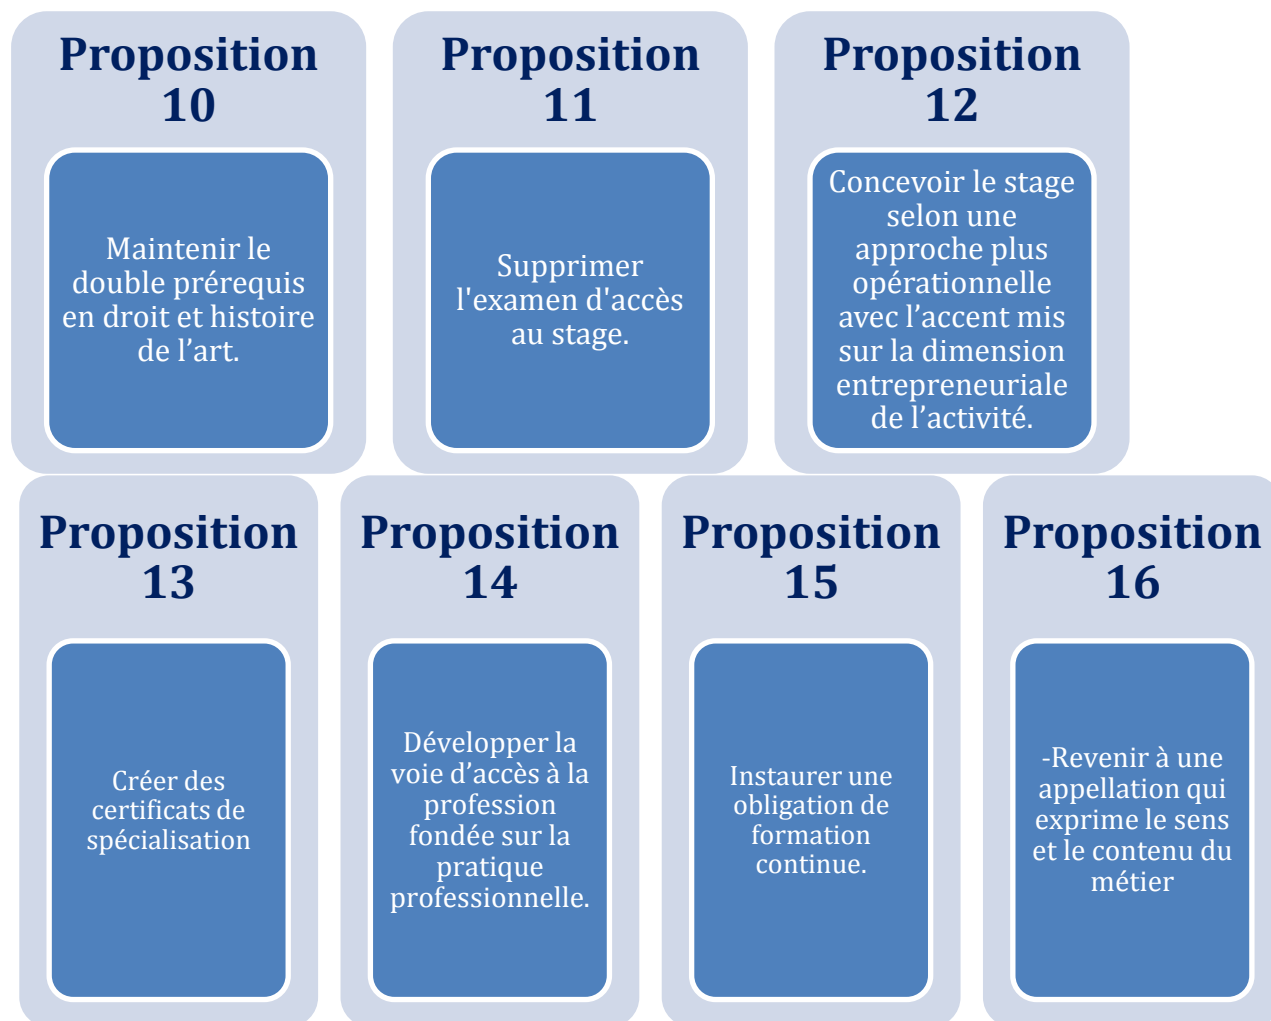 Proposition
10
Maintenir le
double prérequis
en droit et histoire
de l’art.
Proposition
11
Supprimer
l'examen d'accès
au stage.
Proposition
12
Concevoir le stage
selon une
approche plus
opérationnelle
avec l’accent mis
sur la dimension
entrepreneuriale
de l’activité.
Proposition
13
Créer des
certificats de
spécialisation
Proposition
14
Développer la
voie d’accès à la
profession
fondée sur la
pratique
professionnelle.
Proposition
15
Instaurer une
obligation de
formation
continue.
Proposition
16
-Revenir à une
appellation qui
exprime le sens
et le contenu du
métier